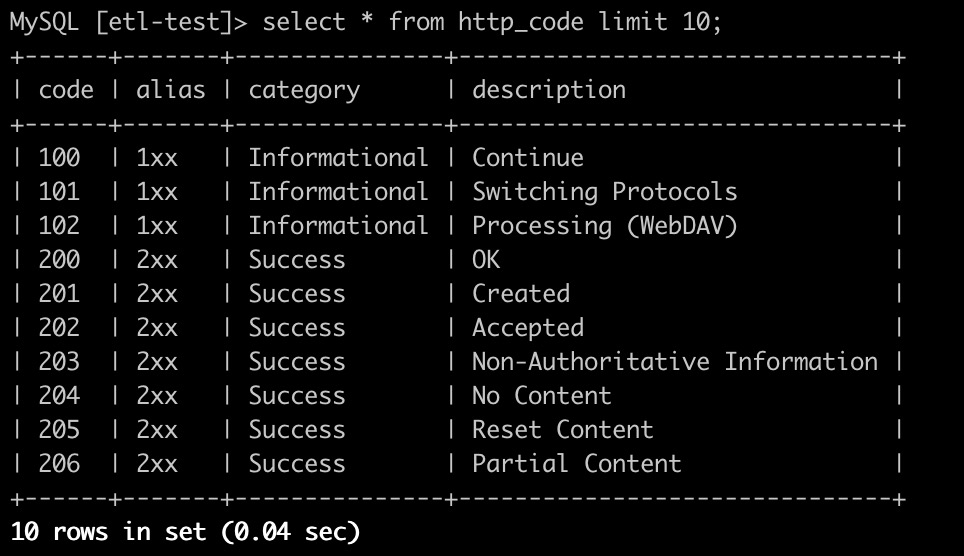 MySQL [etl-test]> select * from http_code limit 10;
+------+-------+---------------+-------------------------------+
| code | alias | category      | description                   |
+------+-------+---------------+-------------------------------+
| 100  | 1xx   | Informational | Continue                      |
| 101  | 1xx   | Informational | Switching Protocols           |
| 102  | 1xx   | Informational | Processing (WebDAV)           |
| 200  | 2xx   | Success       | OK                            |
| 201  | 2xx   | Success       | Created                       |
| 202  | 2xx   | Success       | Accepted                      |
| 203  | 2xx   | Success       | Non-Authoritative Information |
| 204  | 2xx   | Success       | No Content                    |
| 205  | 2xx   | Success       | Reset Content                 |
| 206  | 2xx   | Success       | Partial Content               |
+------+-------+---------------+-------------------------------+
10 rows in set (0.04 sec)